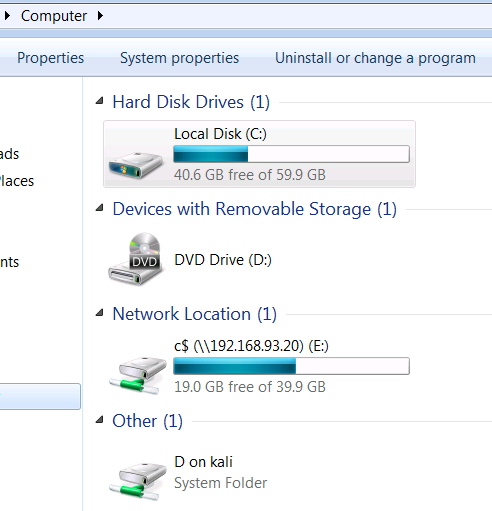 Computer
Properties System properties Uninstall or change a program
Hard Disk Drives (1)
Local Disk (C:)
40.6 GB free of 59.9 GB
Devices with Removable Storage (1)
DVD
DVD Drive (D:)
Network Location (1)
c$ (\\192.168.93.20) (E:)
19.0 GB free of 39.9 GB
Other (1)
D on kali
System Folder
ads
Places
nts